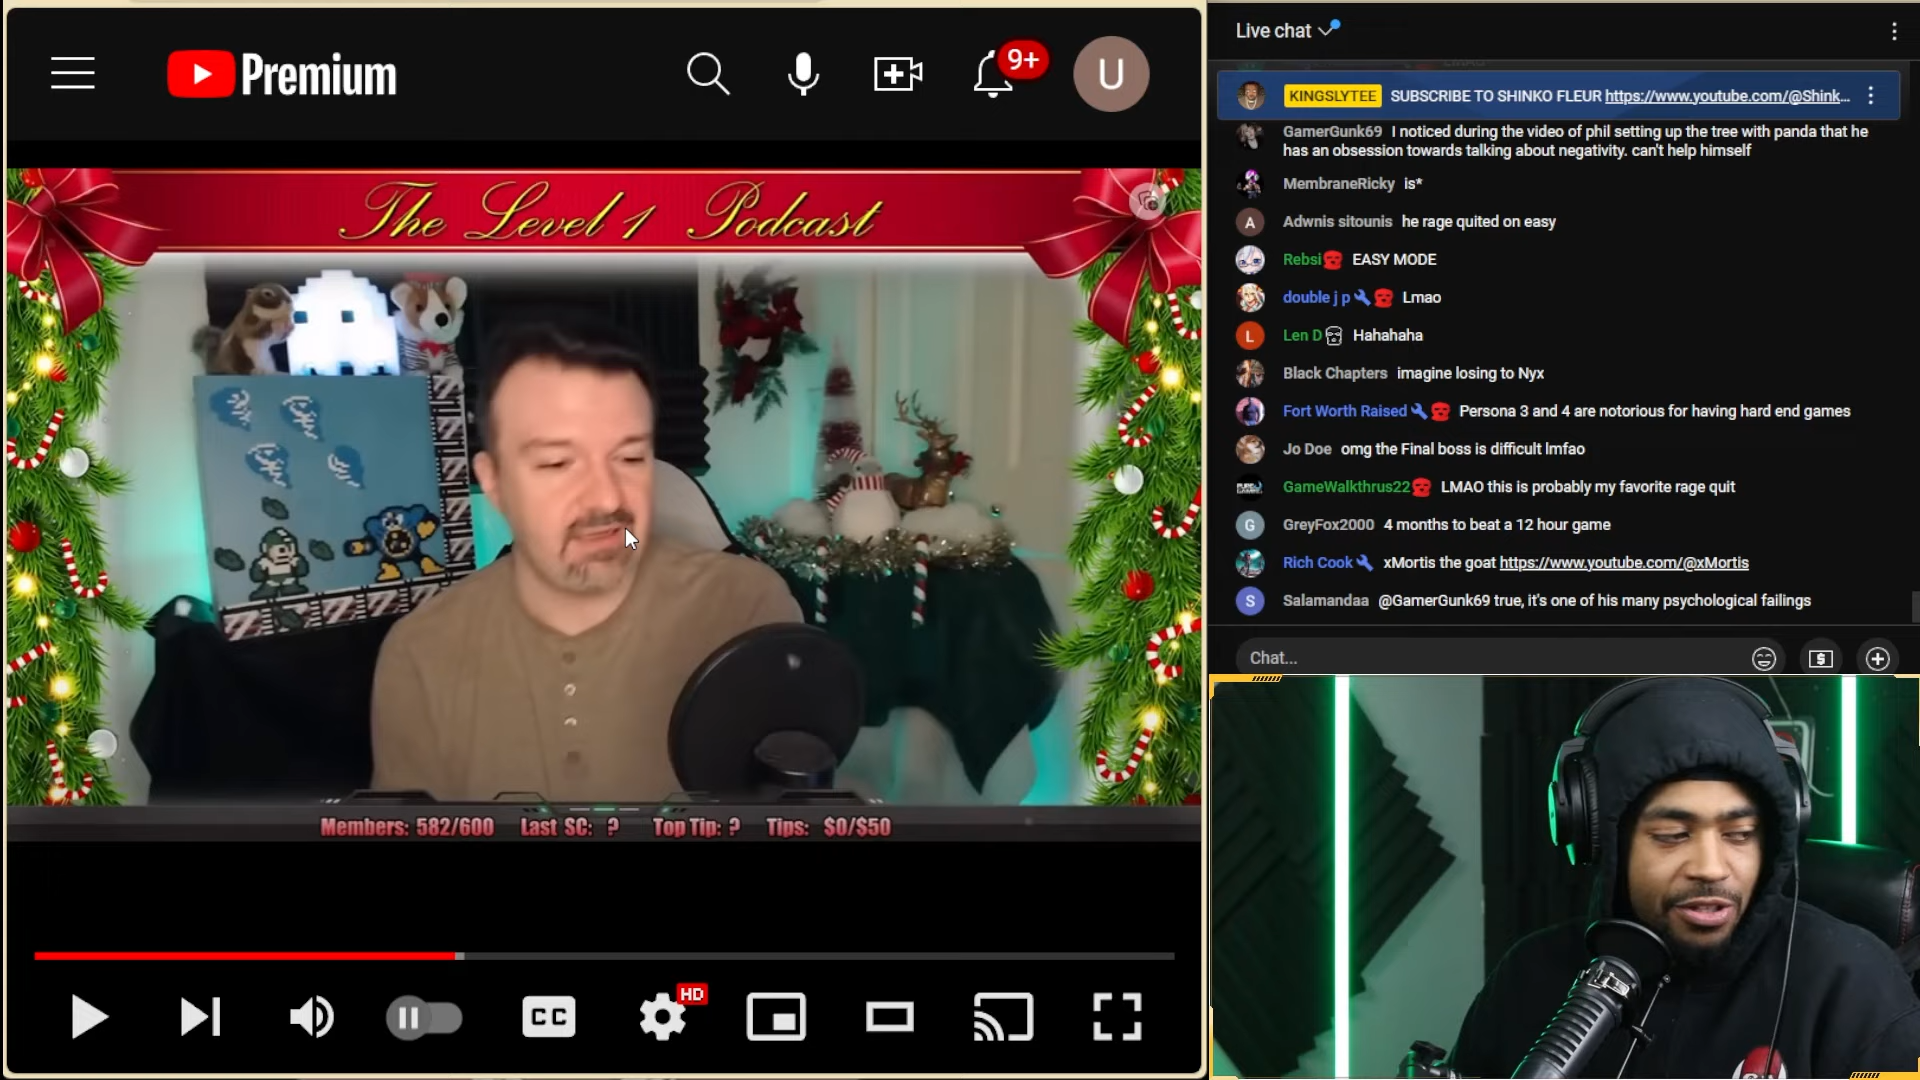 Premium
9+
U
The Level 1 Podcast
Members: 582/600 Last SC: ? Top Tip: ? Tips: $0/$50
CC
HD
Live chat
KINGSLYTEE SUBSCRIBE TO SHINKO FLEUR https://www.youtube.com/@Shink...
GamerGunk69 I noticed during the video of phil setting up the tree with panda that he
has an obsession towards talking about negativity. can't help himself
MembraneRicky is*
A Adwnis sitounis he rage quited on easy
Rebsi EASY MODE
double j p Lmao
L Len D Hahahaha
Black Chapters imagine losing to Nyx
Fort Worth Raised Persona 3 and 4 are notorious for having hard end games
Jo Doe omg the Final boss is difficult lmfao
GameWalkthrus22 LMAO this is probably my favorite rage quit
G GreyFox2000 4 months to beat a 12 hour game
Rich Cook xMortis the goat https://www.youtube.com/@xMortis
S Salamandaa @GamerGunk69 true, it's one of his many psychological failings
Chat...